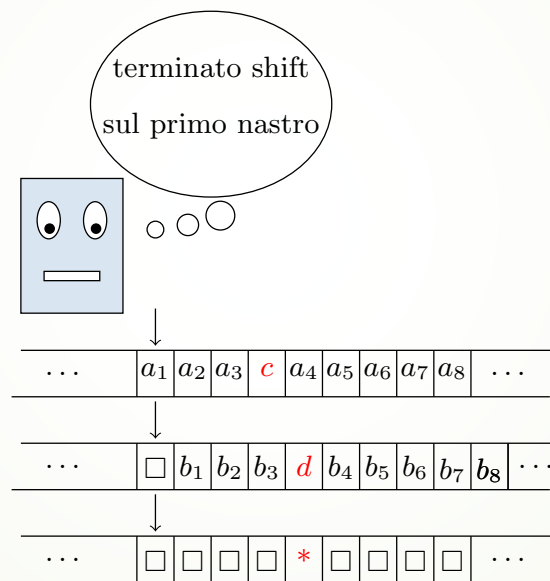 terminato shift
sul primo nastro
⋯ a₁ a₂ a₃ c a₄ a₅ a₆ a₇ a₈ ⋯
⋯ □ b₁ b₂ b₃ d b₄ b₅ b₆ b₇ b₈ ⋯
⋯ □ □ □ □ * □ □ □ □ ⋯